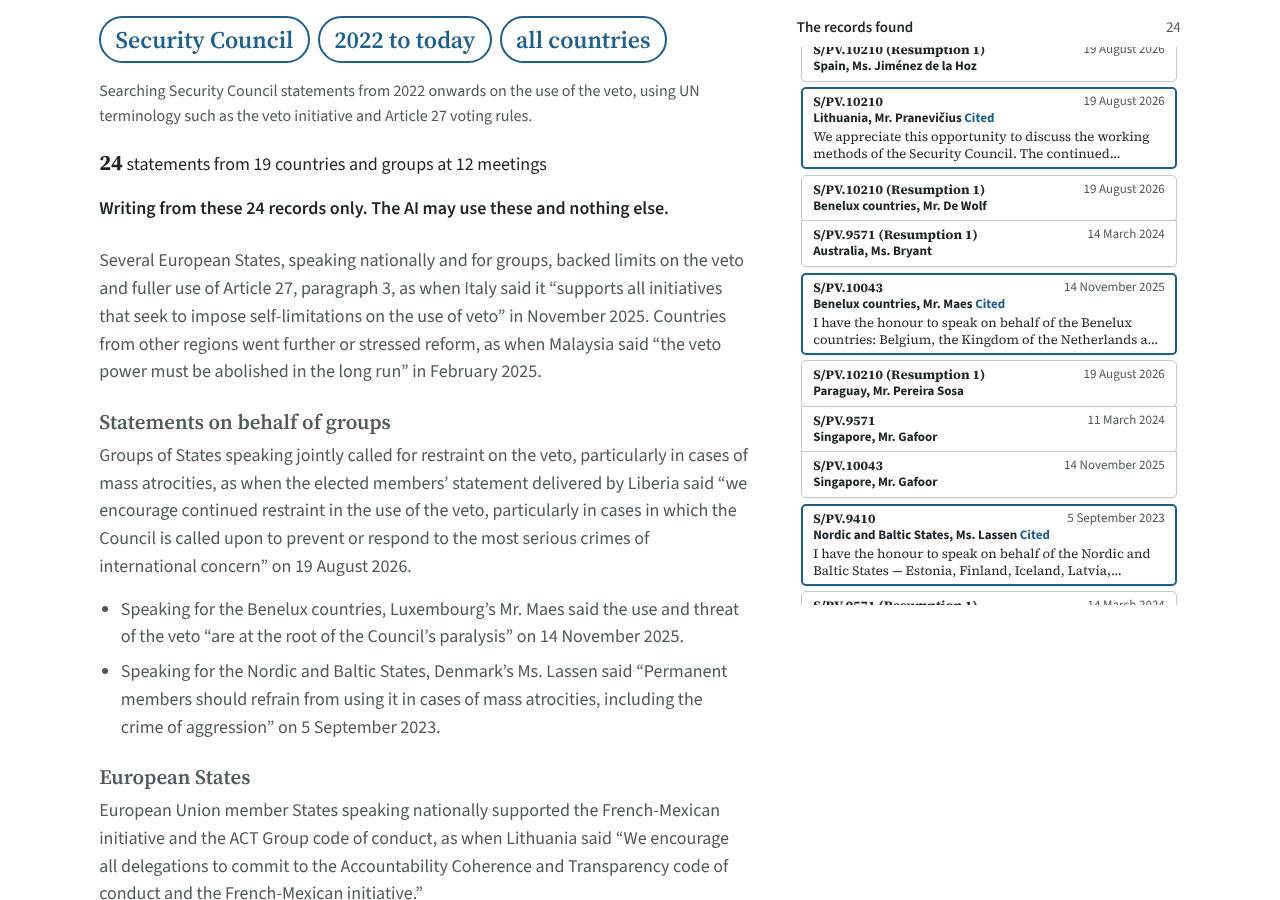 Security Council
2022 to today
all countries
Searching Security Council statements from 2022 onwards on the use of the veto, using UN
terminology such as the veto initiative and Article 27 voting rules.
24 statements from 19 countries and groups at 12 meetings
Writing from these 24 records only. The AI may use these and nothing else.
Several European States, speaking nationally and for groups, backed limits on the veto
and fuller use of Article 27, paragraph 3, as when Italy said it “supports all initiatives
that seek to impose self-limitations on the use of veto” in November 2025. Countries
from other regions went further or stressed reform, as when Malaysia said “the veto
power must be abolished in the long run” in February 2025.
Statements on behalf of groups
Groups of States speaking jointly called for restraint on the veto, particularly in cases of
mass atrocities, as when the elected members’ statement delivered by Liberia said “we
encourage continued restraint in the use of the veto, particularly in cases in which the
Council is called upon to prevent or respond to the most serious crimes of
international concern” on 19 August 2026.
• Speaking for the Benelux countries, Luxembourg’s Mr. Maes said the use and threat
of the veto “are at the root of the Council’s paralysis” on 14 November 2025.
• Speaking for the Nordic and Baltic States, Denmark’s Ms. Lassen said “Permanent
members should refrain from using it in cases of mass atrocities, including the
crime of aggression” on 5 September 2023.
European States
European Union member States speaking nationally supported the French-Mexican
initiative and the ACT Group code of conduct, as when Lithuania said “We encourage
all delegations to commit to the Accountability Coherence and Transparency code of
conduct and the French-Mexican initiative.”
The records found 24
S/PV.10210 (Resumption 1) 19 August 2026
Spain, Ms. Jiménez de la Hoz
S/PV.10210 19 August 2026
Lithuania, Mr. Pranevičius Cited
We appreciate this opportunity to discuss the working
methods of the Security Council. The continued…
S/PV.10210 (Resumption 1) 19 August 2026
Benelux countries, Mr. De Wolf
S/PV.9571 (Resumption 1) 14 March 2024
Australia, Ms. Bryant
S/PV.10043 14 November 2025
Benelux countries, Mr. Maes Cited
I have the honour to speak on behalf of the Benelux
countries: Belgium, the Kingdom of the Netherlands a…
S/PV.10210 (Resumption 1) 19 August 2026
Paraguay, Mr. Pereira Sosa
S/PV.9571 11 March 2024
Singapore, Mr. Gafoor
S/PV.10043 14 November 2025
Singapore, Mr. Gafoor
S/PV.9410 5 September 2023
Nordic and Baltic States, Ms. Lassen Cited
I have the honour to speak on behalf of the Nordic and
Baltic States — Estonia, Finland, Iceland, Latvia,…
S/PV.9571 (Resumption 1) 14 March 2024